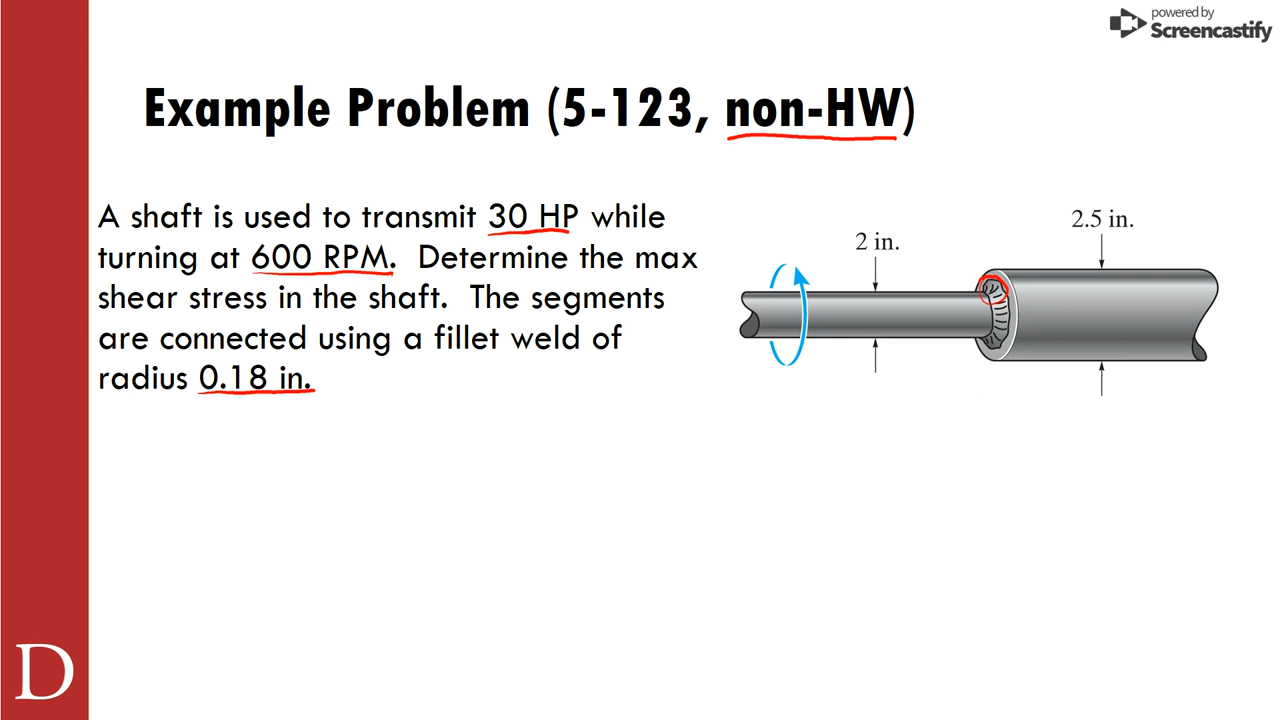 powered by
Screencastify
Example Problem (5-123, non-HW)
A shaft is used to transmit 30 HP while
turning at 600 RPM. Determine the max
shear stress in the shaft. The segments
are connected using a fillet weld of
radius 0.18 in.
2 in.
2.5 in.
D